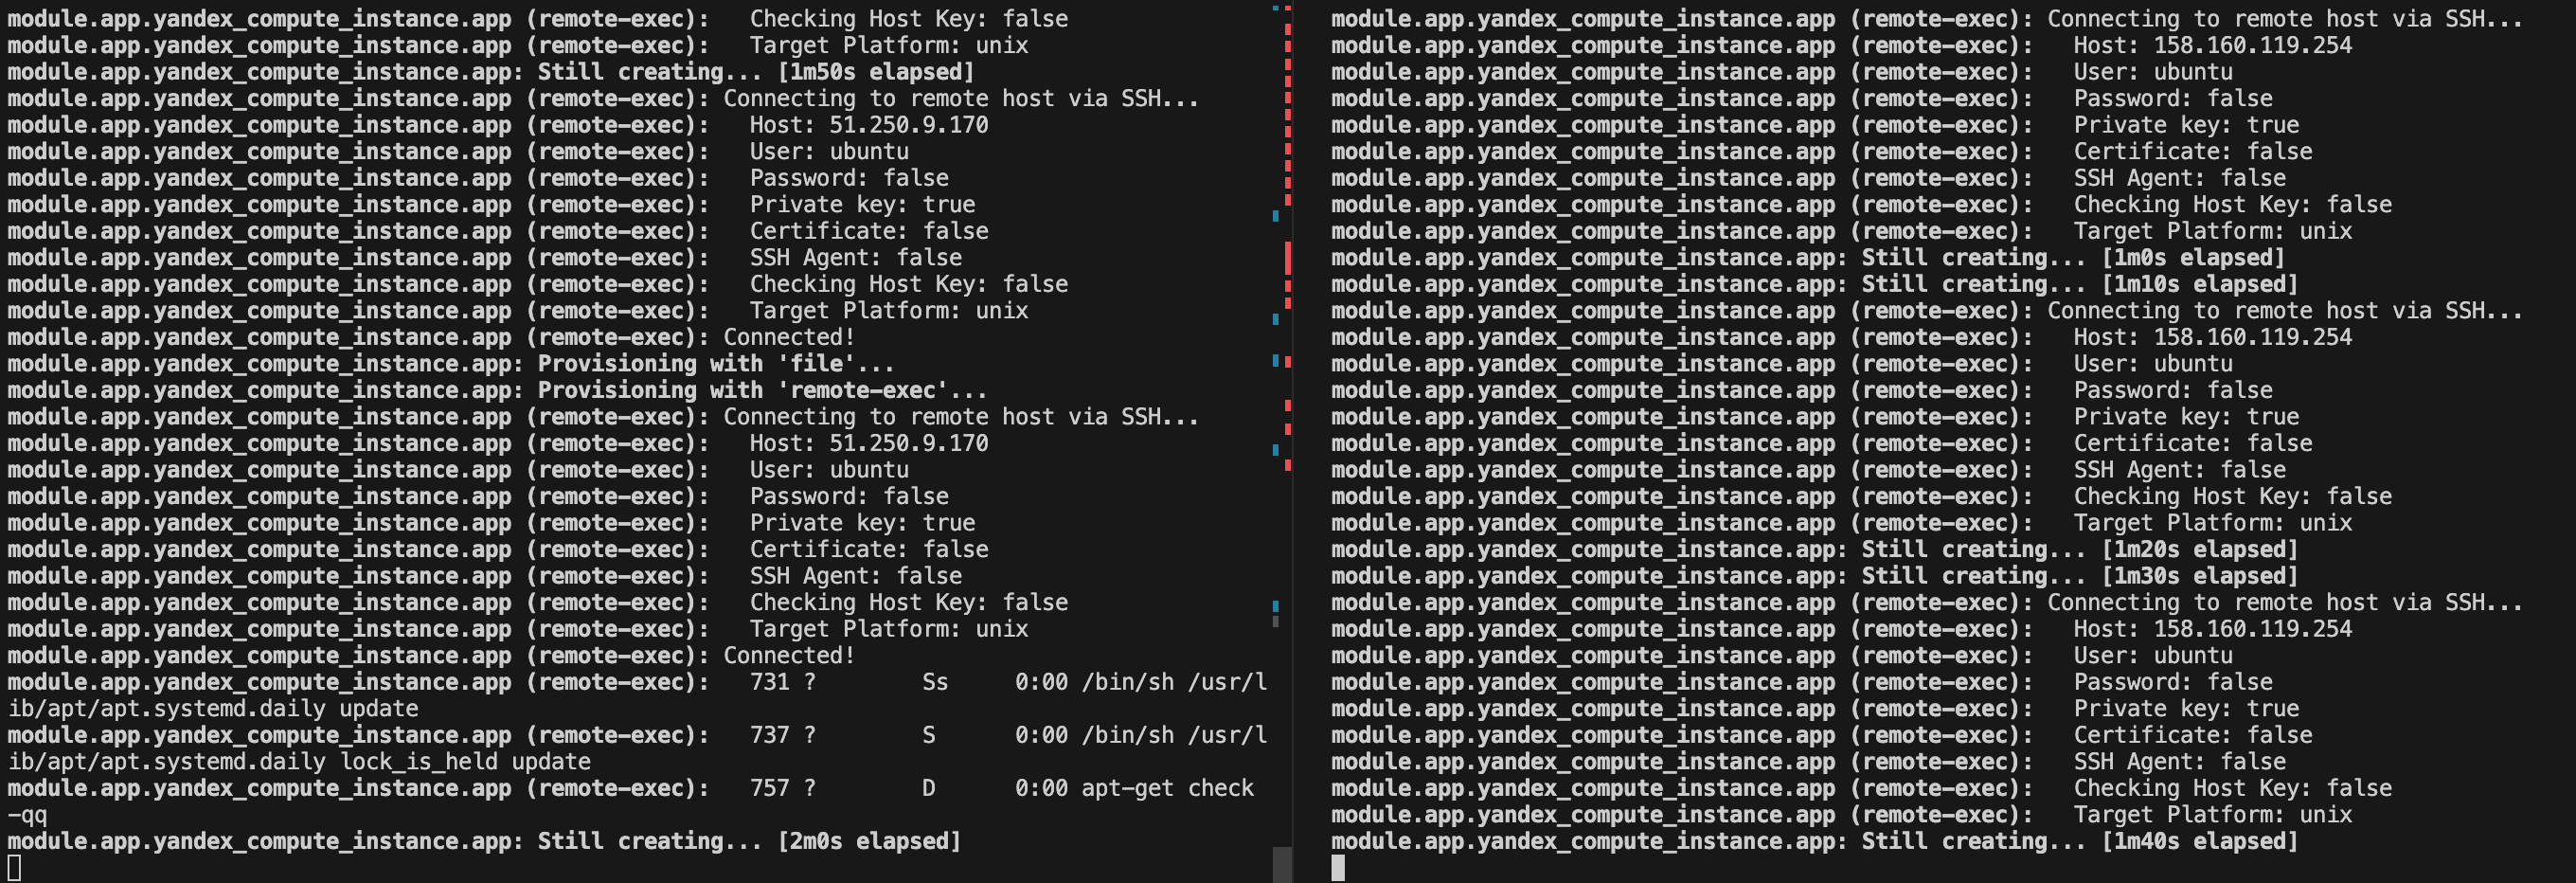 module.app.yandex_compute_instance.app (remote-exec):   Checking Host Key: false
module.app.yandex_compute_instance.app (remote-exec):   Target Platform: unix
module.app.yandex_compute_instance.app: Still creating... [1m50s elapsed]
module.app.yandex_compute_instance.app (remote-exec): Connecting to remote host via SSH...
module.app.yandex_compute_instance.app (remote-exec):   Host: 51.250.9.170
module.app.yandex_compute_instance.app (remote-exec):   User: ubuntu
module.app.yandex_compute_instance.app (remote-exec):   Password: false
module.app.yandex_compute_instance.app (remote-exec):   Private key: true
module.app.yandex_compute_instance.app (remote-exec):   Certificate: false
module.app.yandex_compute_instance.app (remote-exec):   SSH Agent: false
module.app.yandex_compute_instance.app (remote-exec):   Checking Host Key: false
module.app.yandex_compute_instance.app (remote-exec):   Target Platform: unix
module.app.yandex_compute_instance.app (remote-exec): Connected!
module.app.yandex_compute_instance.app: Provisioning with 'file'...
module.app.yandex_compute_instance.app: Provisioning with 'remote-exec'...
module.app.yandex_compute_instance.app (remote-exec): Connecting to remote host via SSH...
module.app.yandex_compute_instance.app (remote-exec):   Host: 51.250.9.170
module.app.yandex_compute_instance.app (remote-exec):   User: ubuntu
module.app.yandex_compute_instance.app (remote-exec):   Password: false
module.app.yandex_compute_instance.app (remote-exec):   Private key: true
module.app.yandex_compute_instance.app (remote-exec):   Certificate: false
module.app.yandex_compute_instance.app (remote-exec):   SSH Agent: false
module.app.yandex_compute_instance.app (remote-exec):   Checking Host Key: false
module.app.yandex_compute_instance.app (remote-exec):   Target Platform: unix
module.app.yandex_compute_instance.app (remote-exec): Connected!
module.app.yandex_compute_instance.app (remote-exec):   731 ?        Ss     0:00 /bin/sh /usr/l
ib/apt/apt.systemd.daily update
module.app.yandex_compute_instance.app (remote-exec):   737 ?        S      0:00 /bin/sh /usr/l
ib/apt/apt.systemd.daily lock_is_held update
module.app.yandex_compute_instance.app (remote-exec):   757 ?        D      0:00 apt-get check
-qq
module.app.yandex_compute_instance.app: Still creating... [2m0s elapsed]
module.app.yandex_compute_instance.app (remote-exec): Connecting to remote host via SSH...
module.app.yandex_compute_instance.app (remote-exec):   Host: 158.160.119.254
module.app.yandex_compute_instance.app (remote-exec):   User: ubuntu
module.app.yandex_compute_instance.app (remote-exec):   Password: false
module.app.yandex_compute_instance.app (remote-exec):   Private key: true
module.app.yandex_compute_instance.app (remote-exec):   Certificate: false
module.app.yandex_compute_instance.app (remote-exec):   SSH Agent: false
module.app.yandex_compute_instance.app (remote-exec):   Checking Host Key: false
module.app.yandex_compute_instance.app (remote-exec):   Target Platform: unix
module.app.yandex_compute_instance.app: Still creating... [1m0s elapsed]
module.app.yandex_compute_instance.app: Still creating... [1m10s elapsed]
module.app.yandex_compute_instance.app (remote-exec): Connecting to remote host via SSH...
module.app.yandex_compute_instance.app (remote-exec):   Host: 158.160.119.254
module.app.yandex_compute_instance.app (remote-exec):   User: ubuntu
module.app.yandex_compute_instance.app (remote-exec):   Password: false
module.app.yandex_compute_instance.app (remote-exec):   Private key: true
module.app.yandex_compute_instance.app (remote-exec):   Certificate: false
module.app.yandex_compute_instance.app (remote-exec):   SSH Agent: false
module.app.yandex_compute_instance.app (remote-exec):   Checking Host Key: false
module.app.yandex_compute_instance.app (remote-exec):   Target Platform: unix
module.app.yandex_compute_instance.app: Still creating... [1m20s elapsed]
module.app.yandex_compute_instance.app: Still creating... [1m30s elapsed]
module.app.yandex_compute_instance.app (remote-exec): Connecting to remote host via SSH...
module.app.yandex_compute_instance.app (remote-exec):   Host: 158.160.119.254
module.app.yandex_compute_instance.app (remote-exec):   User: ubuntu
module.app.yandex_compute_instance.app (remote-exec):   Password: false
module.app.yandex_compute_instance.app (remote-exec):   Private key: true
module.app.yandex_compute_instance.app (remote-exec):   Certificate: false
module.app.yandex_compute_instance.app (remote-exec):   SSH Agent: false
module.app.yandex_compute_instance.app (remote-exec):   Checking Host Key: false
module.app.yandex_compute_instance.app (remote-exec):   Target Platform: unix
module.app.yandex_compute_instance.app: Still creating... [1m40s elapsed]